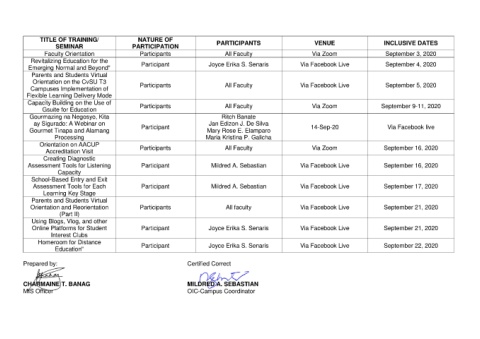 TITLE OF TRAINING/ SEMINAR NATURE OF PARTICIPATION PARTICIPANTS VENUE INCLUSIVE DATES
Faculty Orientation Participants All Faculty Via Zoom September 3, 2020
Revitalizing Education for the Emerging Normal and Beyond" Participant Joyce Erika S. Senaris Via Facebook Live September 4, 2020
Parents and Students Virtual Orientation on the CvSU T3 Campuses Implementation of Flexible Learning Delivery Mode Participants All Faculty Via Facebook Live September 5, 2020
Capacity Building on the Use of Gsuite for Education Participants All Faculty Via Zoom September 9-11, 2020
Gourmazing na Negosyo, Kita ay Sigurado: A Webinar on Gourmet Tinapa and Alamang Processing Participant Ritch Banate Jan Edizon J. De Silva Mary Rose E. Elamparo Maria Kristina P. Galicha 14-Sep-20 Via Facebook live
Orientation on AACUP Accreditation Visit Participants All Faculty Via Zoom September 16, 2020
Creating Diagnostic Assessment Tools for Listening Capacity Participant Mildred A. Sebastian Via Facebook Live September 16, 2020
School-Based Entry and Exit Assessment Tools for Each Learning Key Stage Participant Mildred A. Sebastian Via Facebook Live September 17, 2020
Parents and Students Virtual Orientation and Reorientation (Part II) Participants All faculty Via Facebook Live September 21, 2020
Using Blogs, Vlog, and other Online Platforms for Student Interest Clubs Participant Joyce Erika S. Senaris Via Facebook Live September 21, 2020
Homeroom for Distance Education" Participant Joyce Erika S. Senaris Via Facebook Live September 22, 2020
Prepared by: Certified Correct
CHARMAINE T. BANAG MILDRED A. SEBASTIAN
MIS Officer OIC-Campus Coordinator